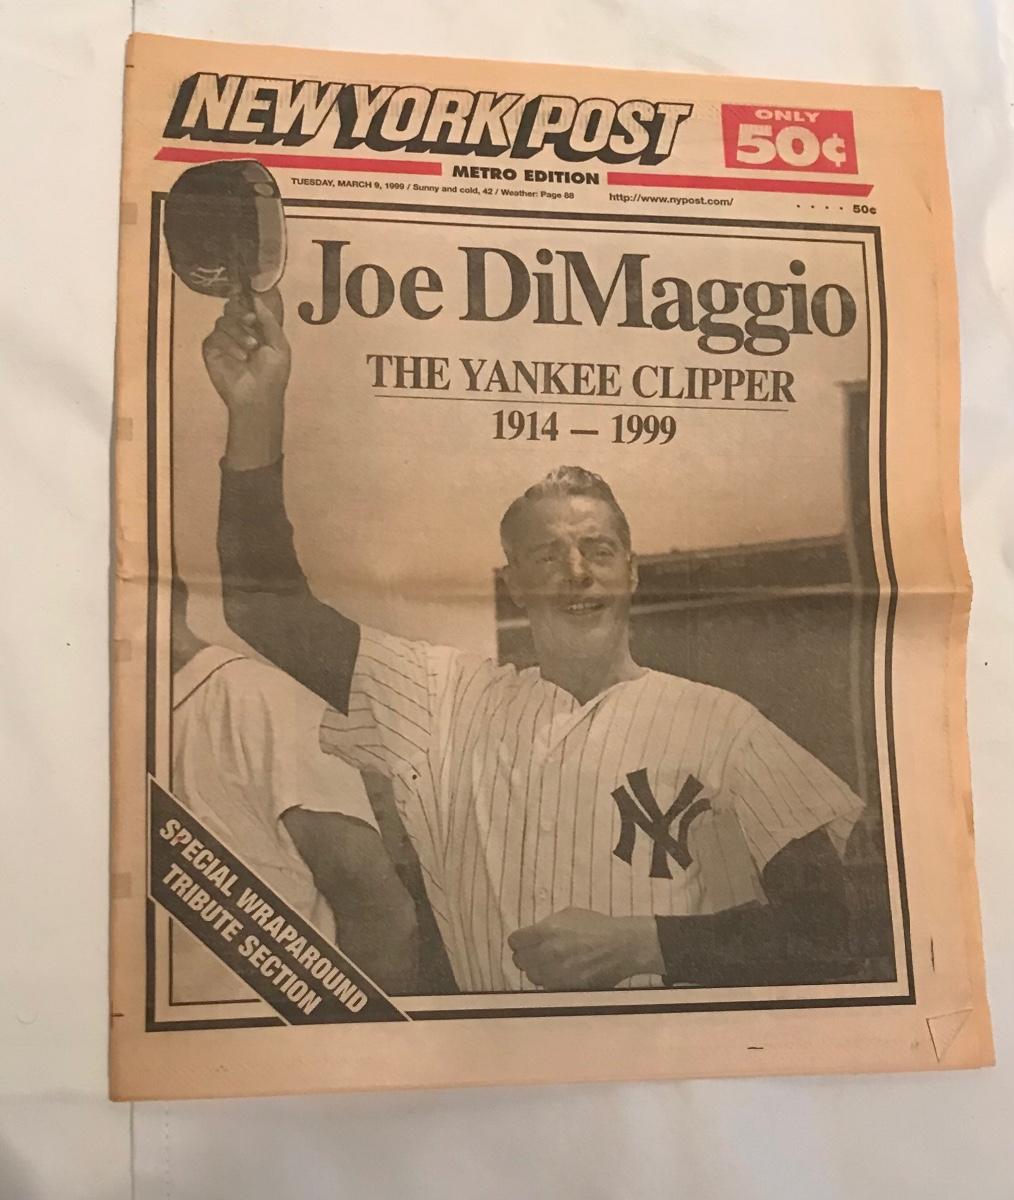 NEW YORK POST
ONLY
50¢
METRO EDITION
TUESDAY, MARCH 9, 1999 / Sunny and cold, 42 / Weather: Page 88
http://www.nypost.com/
. . . . 50¢
Joe DiMaggio
THE YANKEE CLIPPER
1914 — 1999
NY
SPECIAL WRAPAROUND
TRIBUTE SECTION